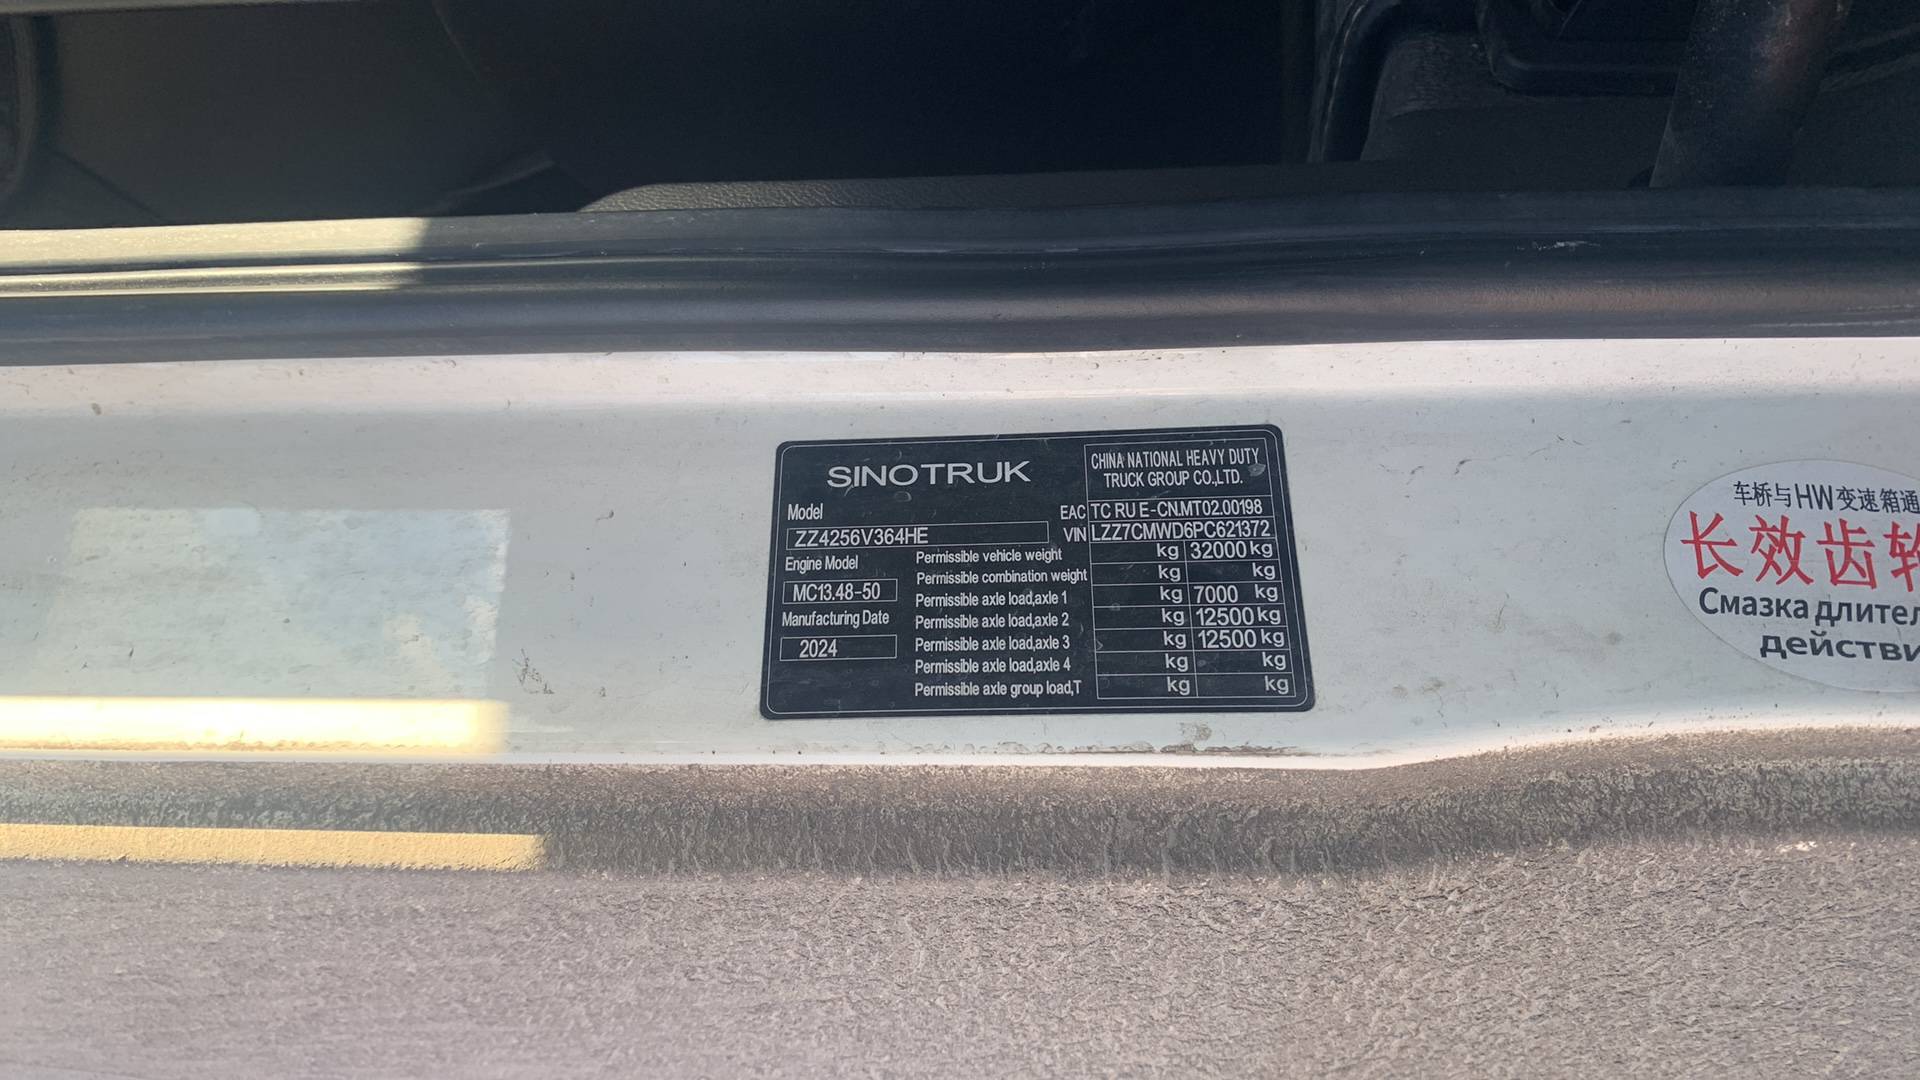 SINOTRUK
CHINA NATIONAL HEAVY DUTY
TRUCK GROUP CO.,LTD.
Model
EAC TC RU E-CN.MT02.00198
ZZ4256V364HE
VIN LZZ7CMWD6PC621372
Engine Model
MC13.48-50
Manufacturing Date
2024
Permissible vehicle weight kg 32000 kg
Permissible combination weight kg kg
Permissible axle load,axle 1 kg 7000 kg
Permissible axle load,axle 2 kg 12500 kg
Permissible axle load,axle 3 kg 12500 kg
Permissible axle load,axle 4 kg kg
Permissible axle group load,T kg kg
车桥与HW变速箱通
长效齿轮
Смазка длител
действи